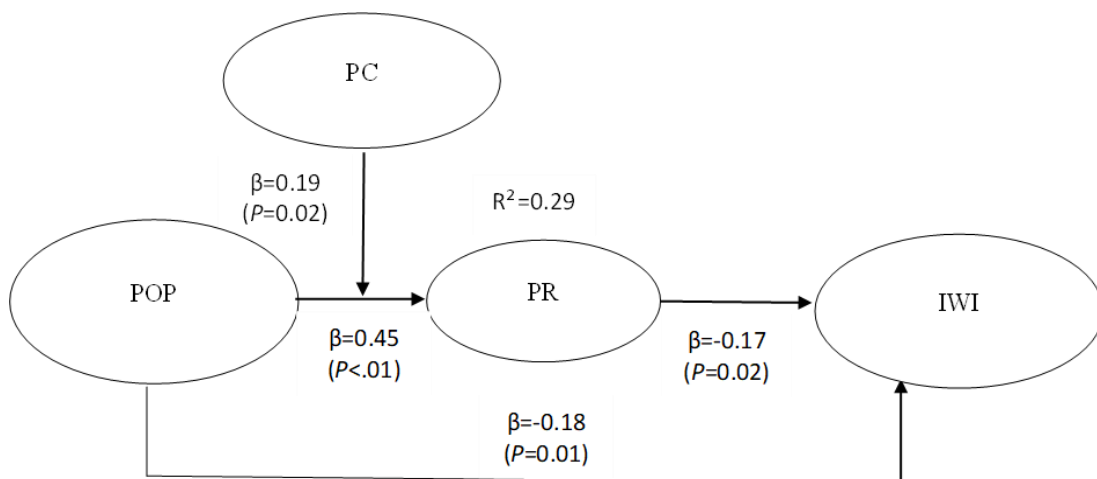 PC
β=0.19
(P=0.02)
R²=0.29
POP
PR
IWI
β=0.45
(P<.01)
β=-0.17
(P=0.02)
β=-0.18
(P=0.01)